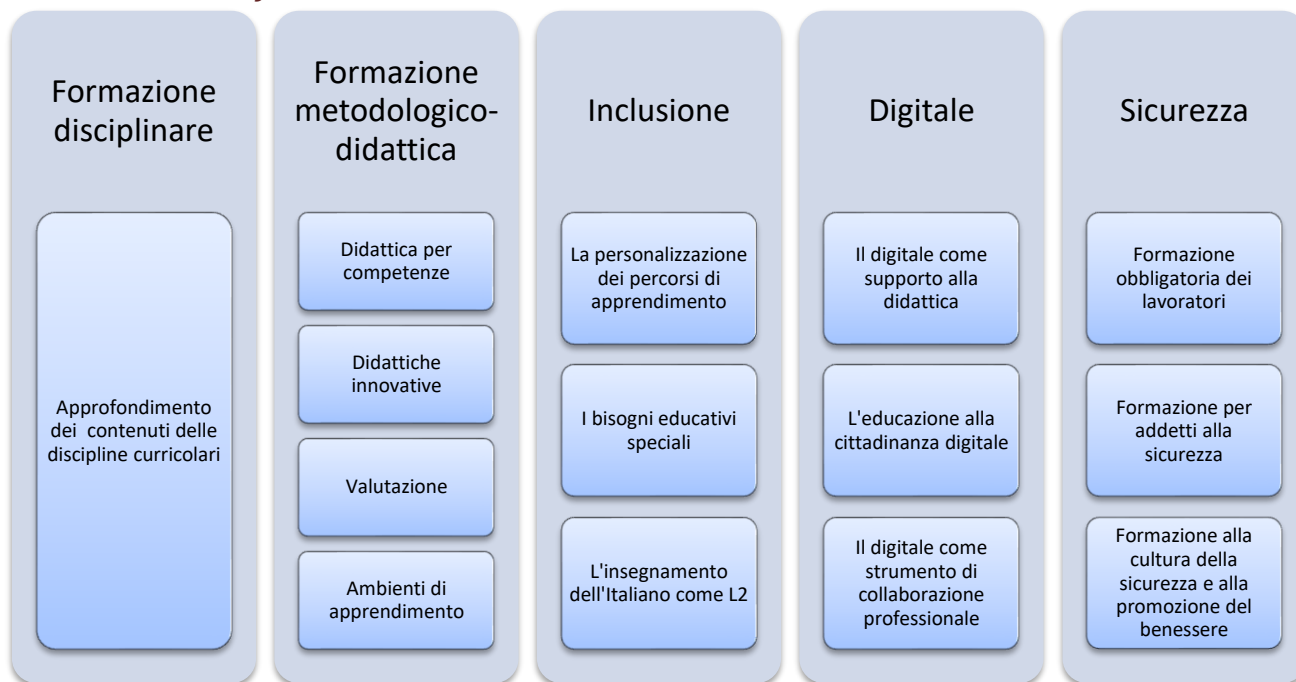 Formazione
disciplinare
Approfondimento
dei contenuti delle
discipline curricolari
Formazione
metodologico-
didattica
Didattica per
competenze
Didattiche
innovative
Valutazione
Ambienti di
apprendimento
Inclusione
La personalizzazione
dei percorsi di
apprendimento
I bisogni educativi
speciali
L'insegnamento
dell'Italiano come L2
Digitale
Il digitale come
supporto alla
didattica
L'educazione alla
cittadinanza digitale
Il digitale come
strumento di
collaborazione
professionale
Sicurezza
Formazione
obbligatoria dei
lavoratori
Formazione per
addetti alla
sicurezza
Formazione alla
cultura della
sicurezza e alla
promozione del
benessere